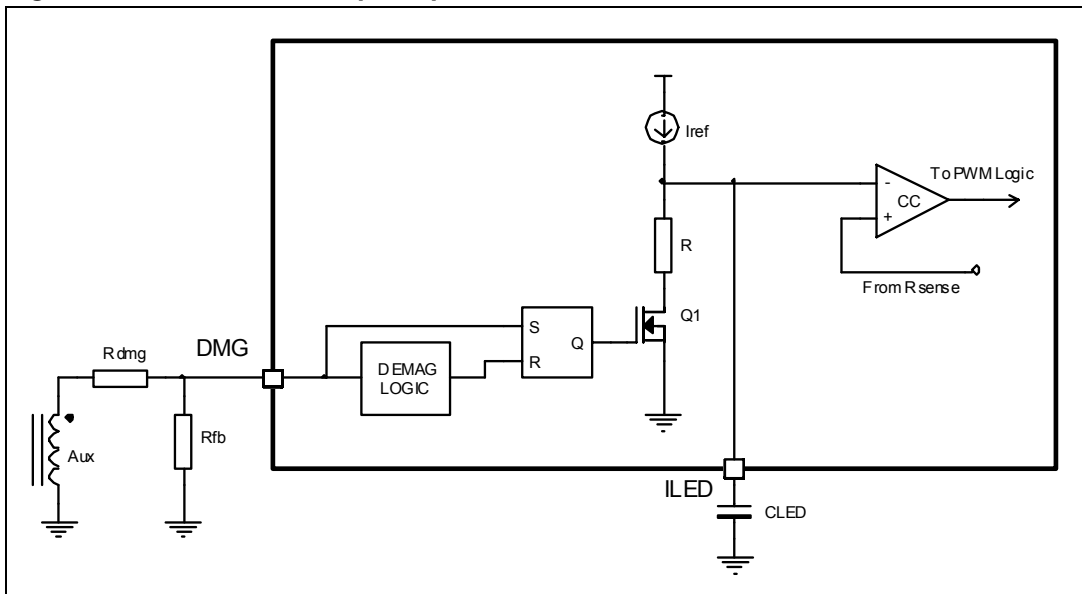 Iref
To PWM Logic
-
CC
+
R
From Rsense
Q1
S
Q
R
DEMAG
LOGIC
DMG
Rdmg
Rfb
Aux
ILED
CLED